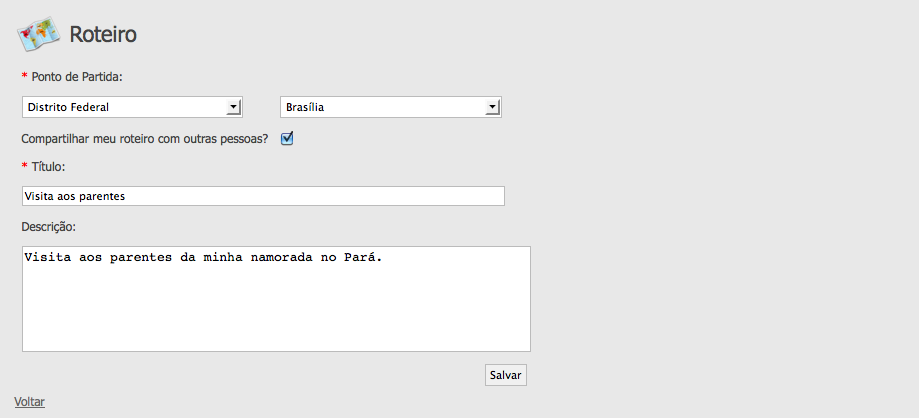 Roteiro
* Ponto de Partida:
Distrito Federal Brasília
Compartilhar meu roteiro com outras pessoas?
* Título:
Visita aos parentes
Descrição:
Visita aos parentes da minha namorada no Pará.
Salvar
Voltar